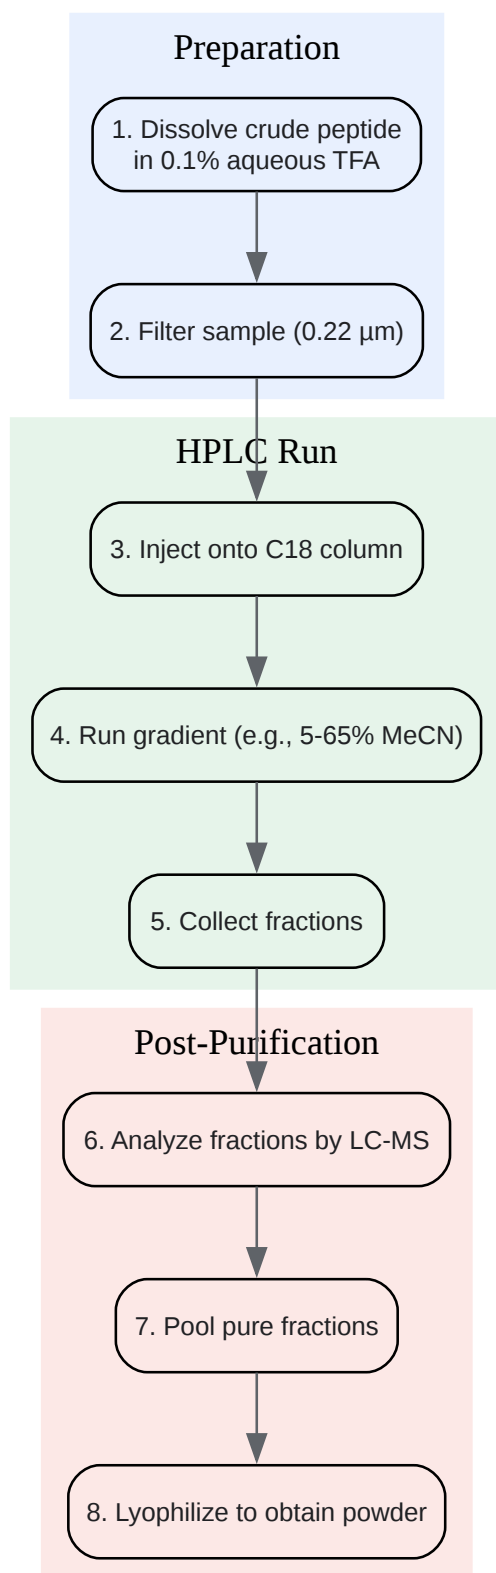 Preparation
1. Dissolve crude peptide
in 0.1% aqueous TFA
2. Filter sample (0.22 µm)
HPLC Run
3. Inject onto C18 column
4. Run gradient (e.g., 5-65% MeCN)
5. Collect fractions
Post-Purification
6. Analyze fractions by LC-MS
7. Pool pure fractions
8. Lyophilize to obtain powder